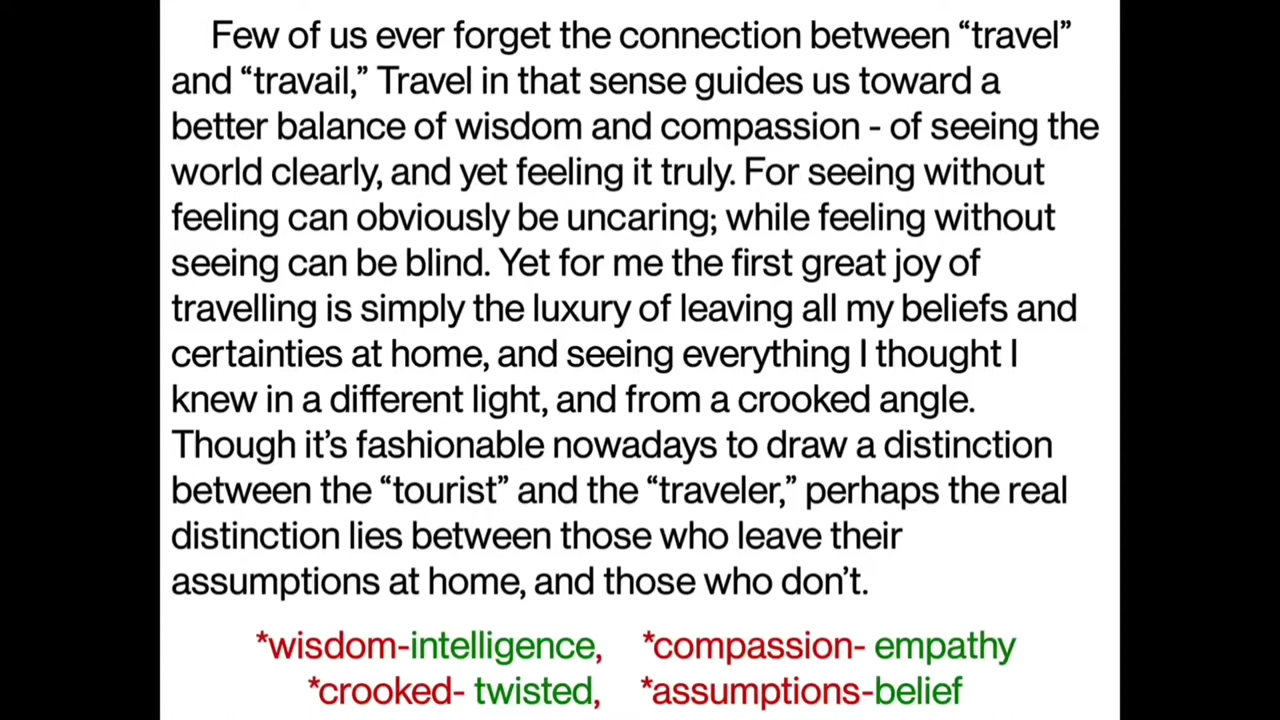 Few of us ever forget the connection between “travel”
and “travail,” Travel in that sense guides us toward a
better balance of wisdom and compassion - of seeing the
world clearly, and yet feeling it truly. For seeing without
feeling can obviously be uncaring; while feeling without
seeing can be blind. Yet for me the first great joy of
travelling is simply the luxury of leaving all my beliefs and
certainties at home, and seeing everything I thought I
knew in a different light, and from a crooked angle.
Though it’s fashionable nowadays to draw a distinction
between the “tourist” and the “traveler,” perhaps the real
distinction lies between those who leave their
assumptions at home, and those who don’t.
*wisdom-intelligence, *compassion- empathy
*crooked- twisted, *assumptions-belief